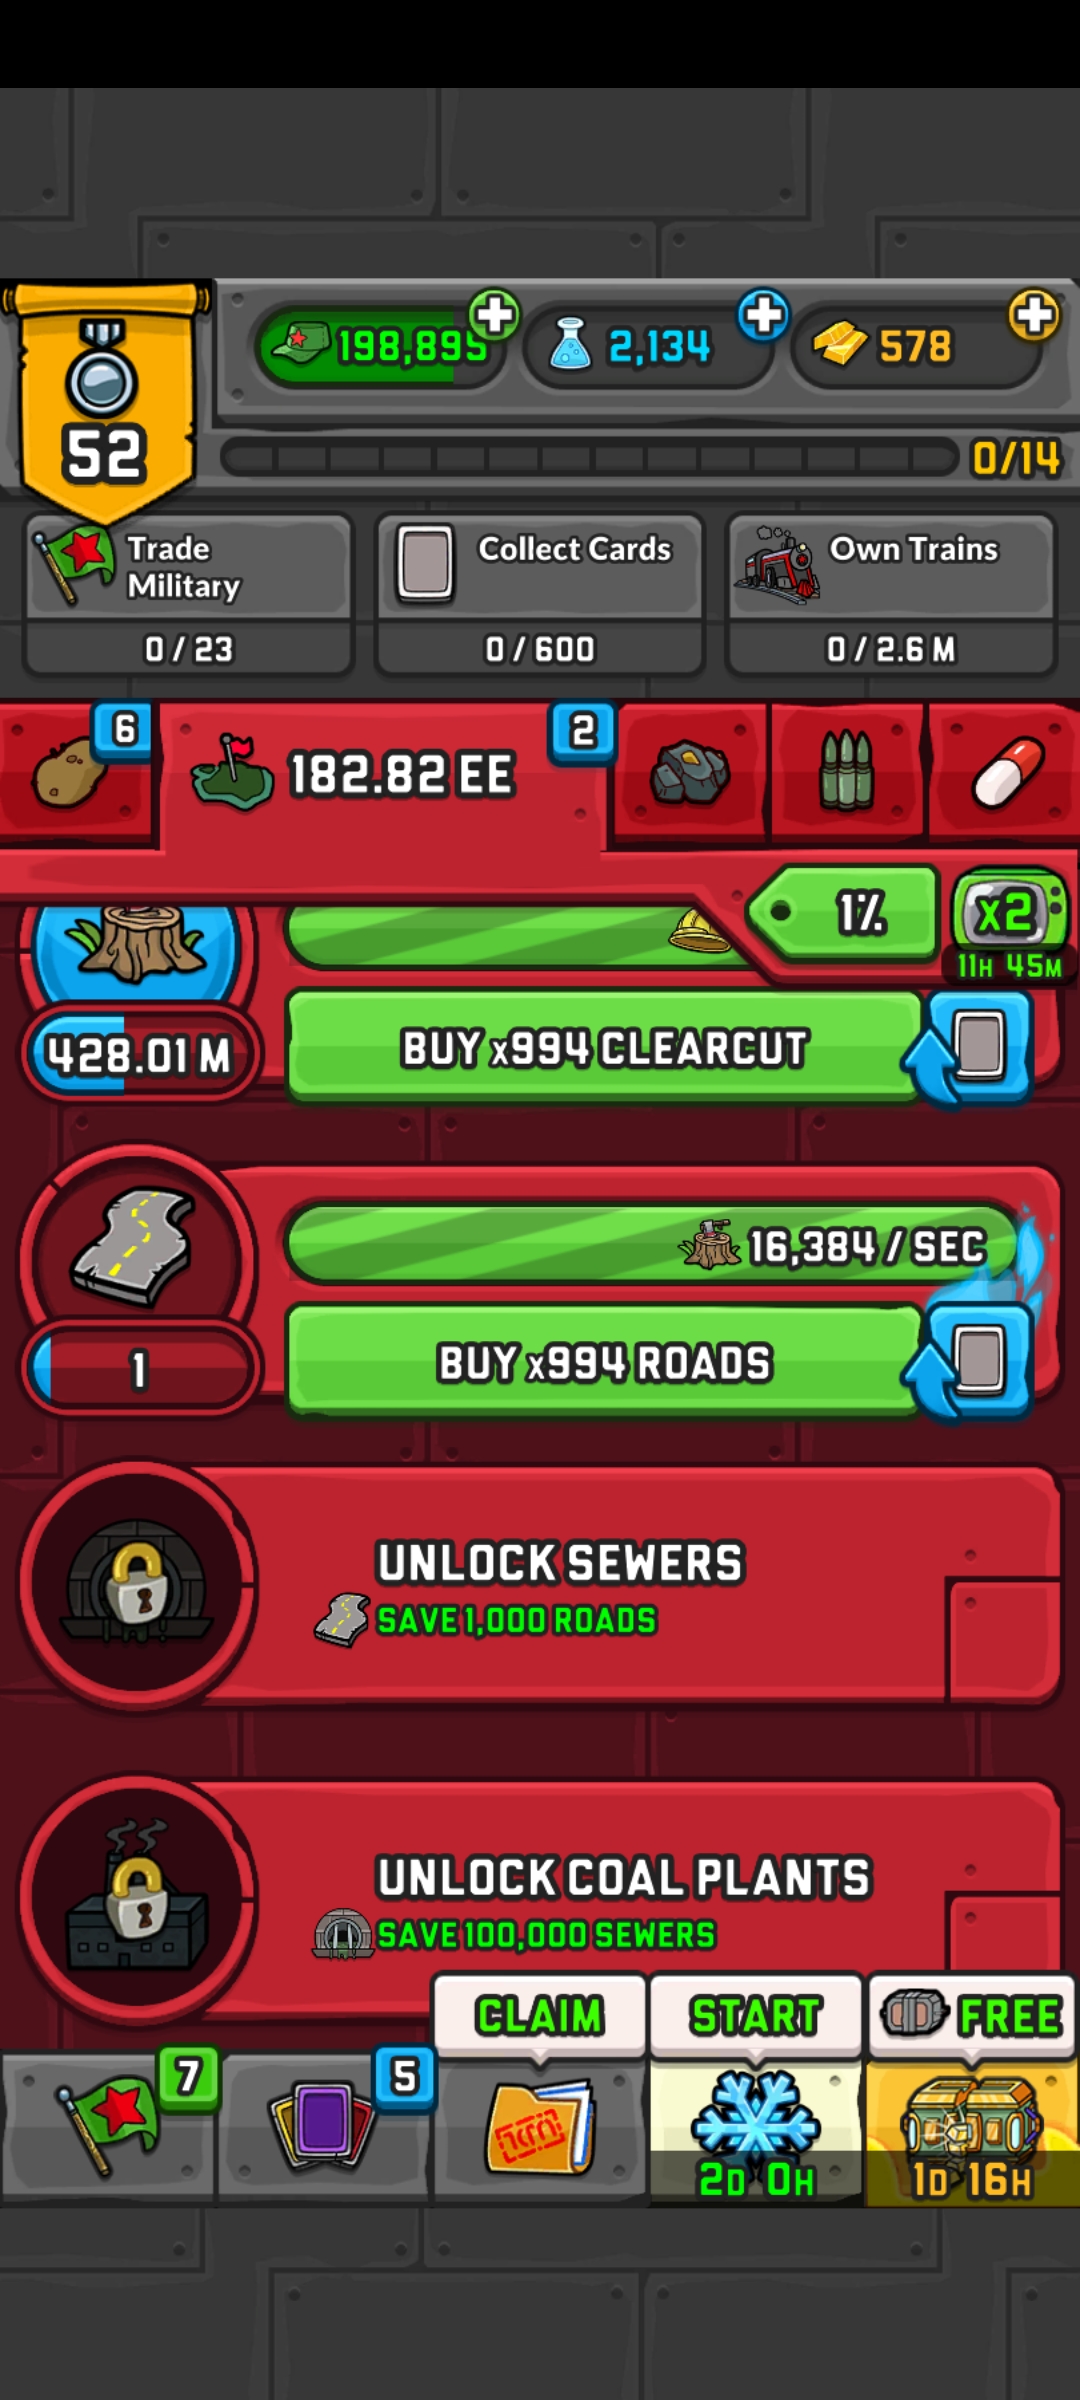 198,895
2,134
578
52
0/14
Trade
Military
0 / 23
Collect Cards
0 / 600
Own Trains
0 / 2.6 M
6
182.82 EE
2
1%
x2
11H 45M
428.01 M
BUY x994 CLEARCUT
16,384 / SEC
1
BUY x994 ROADS
UNLOCK SEWERS
SAVE 1,000 ROADS
UNLOCK COAL PLANTS
SAVE 100,000 SEWERS
CLAIM
START
FREE
7
5
2D 0H
1D 16H